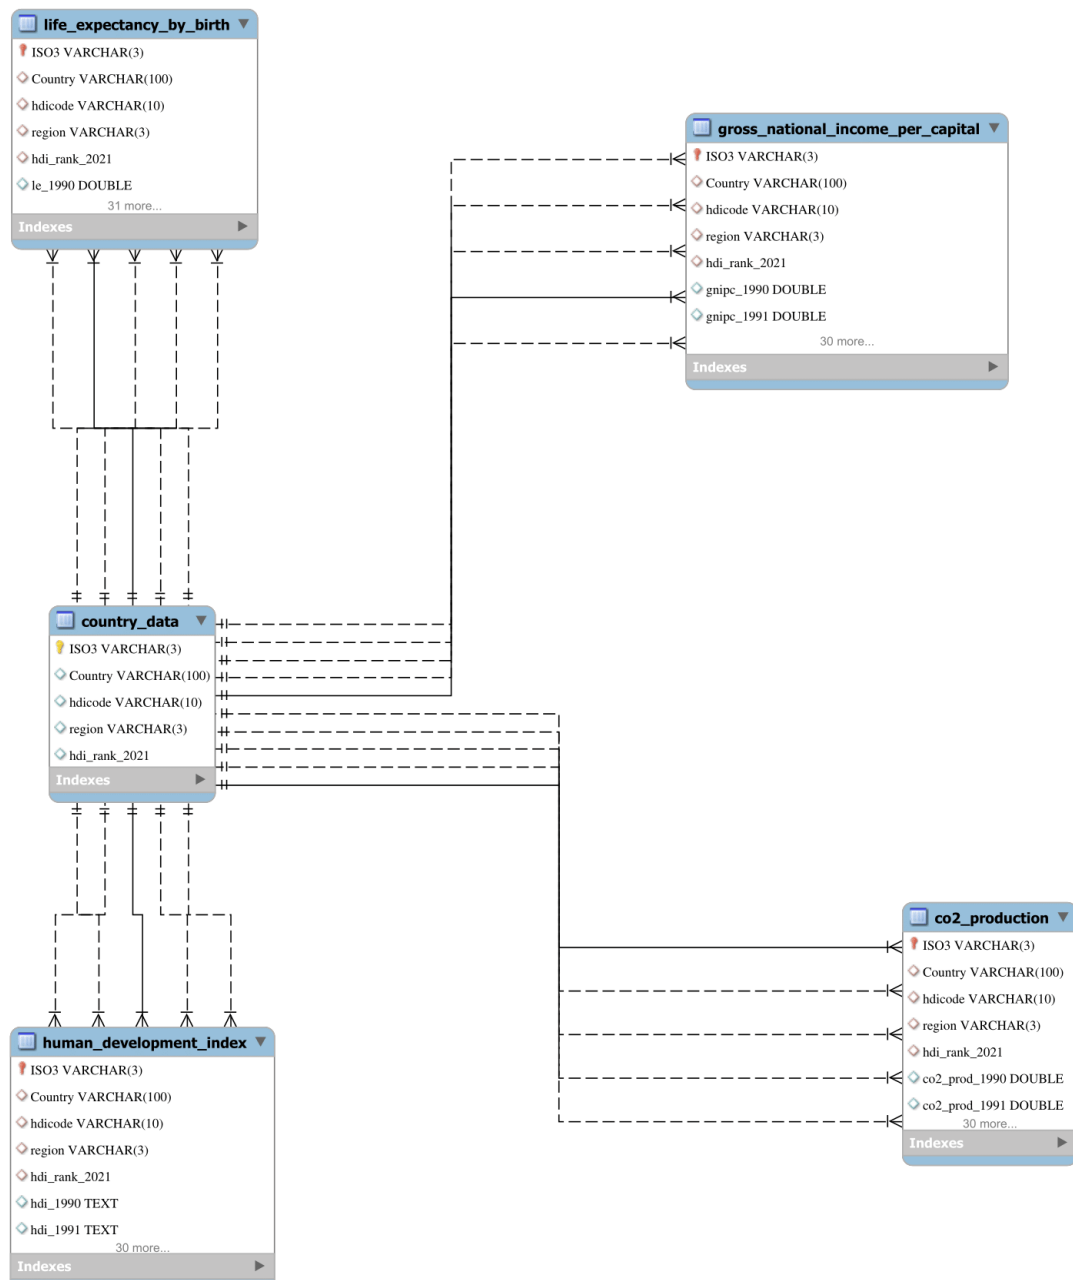 life_expectancy_by_birth
ISO3 VARCHAR(3)
Country VARCHAR(100)
hdicode VARCHAR(10)
region VARCHAR(3)
hdi_rank_2021
le_1990 DOUBLE
31 more...
Indexes
gross_national_income_per_capital
ISO3 VARCHAR(3)
Country VARCHAR(100)
hdicode VARCHAR(10)
region VARCHAR(3)
hdi_rank_2021
gnipc_1990 DOUBLE
gnipc_1991 DOUBLE
30 more...
Indexes
country_data
ISO3 VARCHAR(3)
Country VARCHAR(100)
hdicode VARCHAR(10)
region VARCHAR(3)
hdi_rank_2021
Indexes
co2_production
ISO3 VARCHAR(3)
Country VARCHAR(100)
hdicode VARCHAR(10)
region VARCHAR(3)
hdi_rank_2021
co2_prod_1990 DOUBLE
co2_prod_1991 DOUBLE
30 more...
Indexes
human_development_index
ISO3 VARCHAR(3)
Country VARCHAR(100)
hdicode VARCHAR(10)
region VARCHAR(3)
hdi_rank_2021
hdi_1990 TEXT
hdi_1991 TEXT
30 more...
Indexes